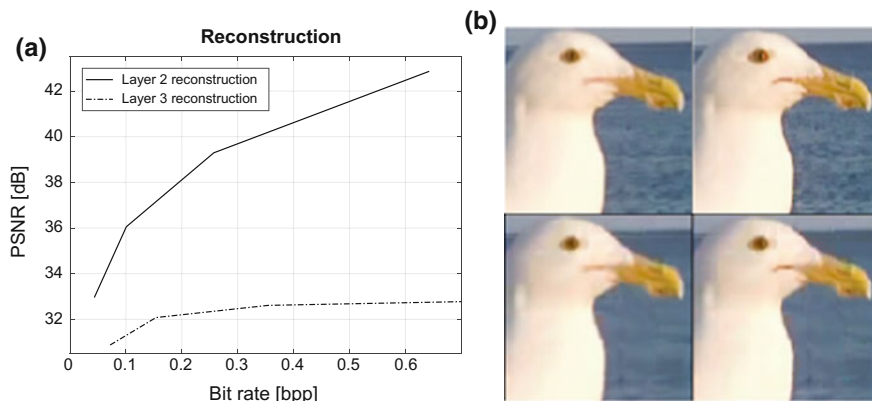 (a)
Reconstruction
Layer 2 reconstruction
Layer 3 reconstruction
42
40
38
36
34
33
32
PSNR [dB]
0
0.1
0.2
0.3
0.4
0.5
0.6
Bit rate [bpp]
(b)